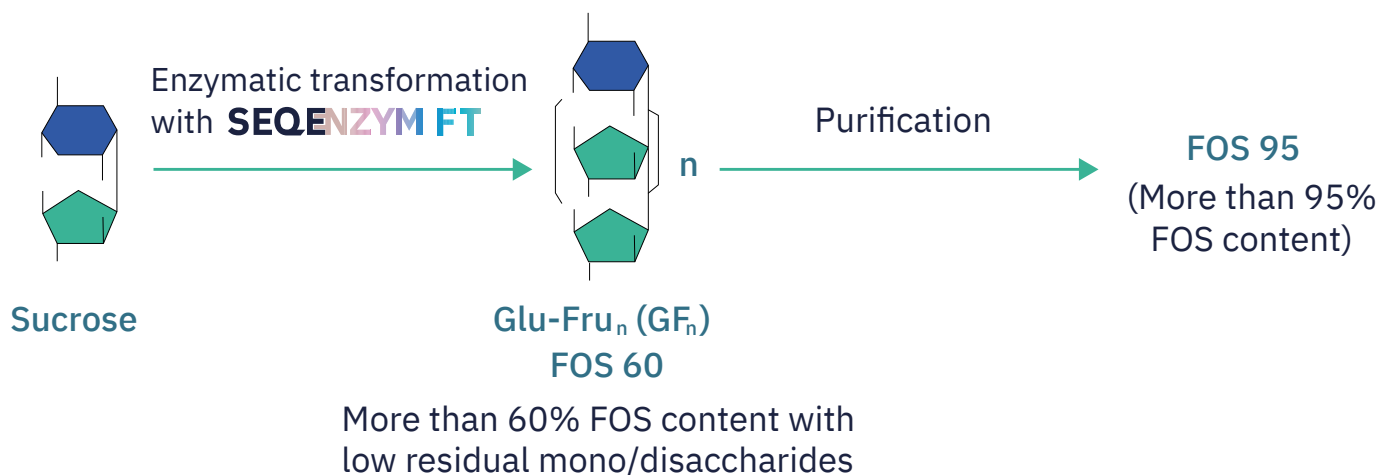 Enzymatic transformation
with SEQENZYM FT
n
Purification
FOS 95
(More than 95%
FOS content)
Sucrose
Glu-Fruₙ (GFₙ)
FOS 60
More than 60% FOS content with
low residual mono/disaccharides